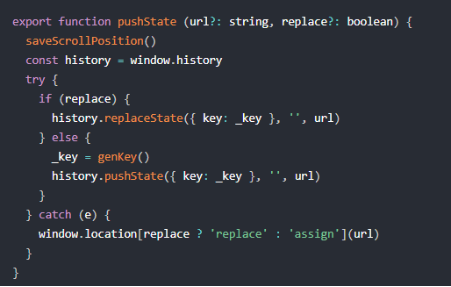 export function pushState (url?: string, replace?: boolean) {
  saveScrollPosition()
  const history = window.history
  try {
    if (replace) {
      history.replaceState({ key: _key }, '', url)
    } else {
      _key = genKey()
      history.pushState({ key: _key }, '', url)
    }
  } catch (e) {
    window.location[replace ? 'replace' : 'assign'](url)
  }
}